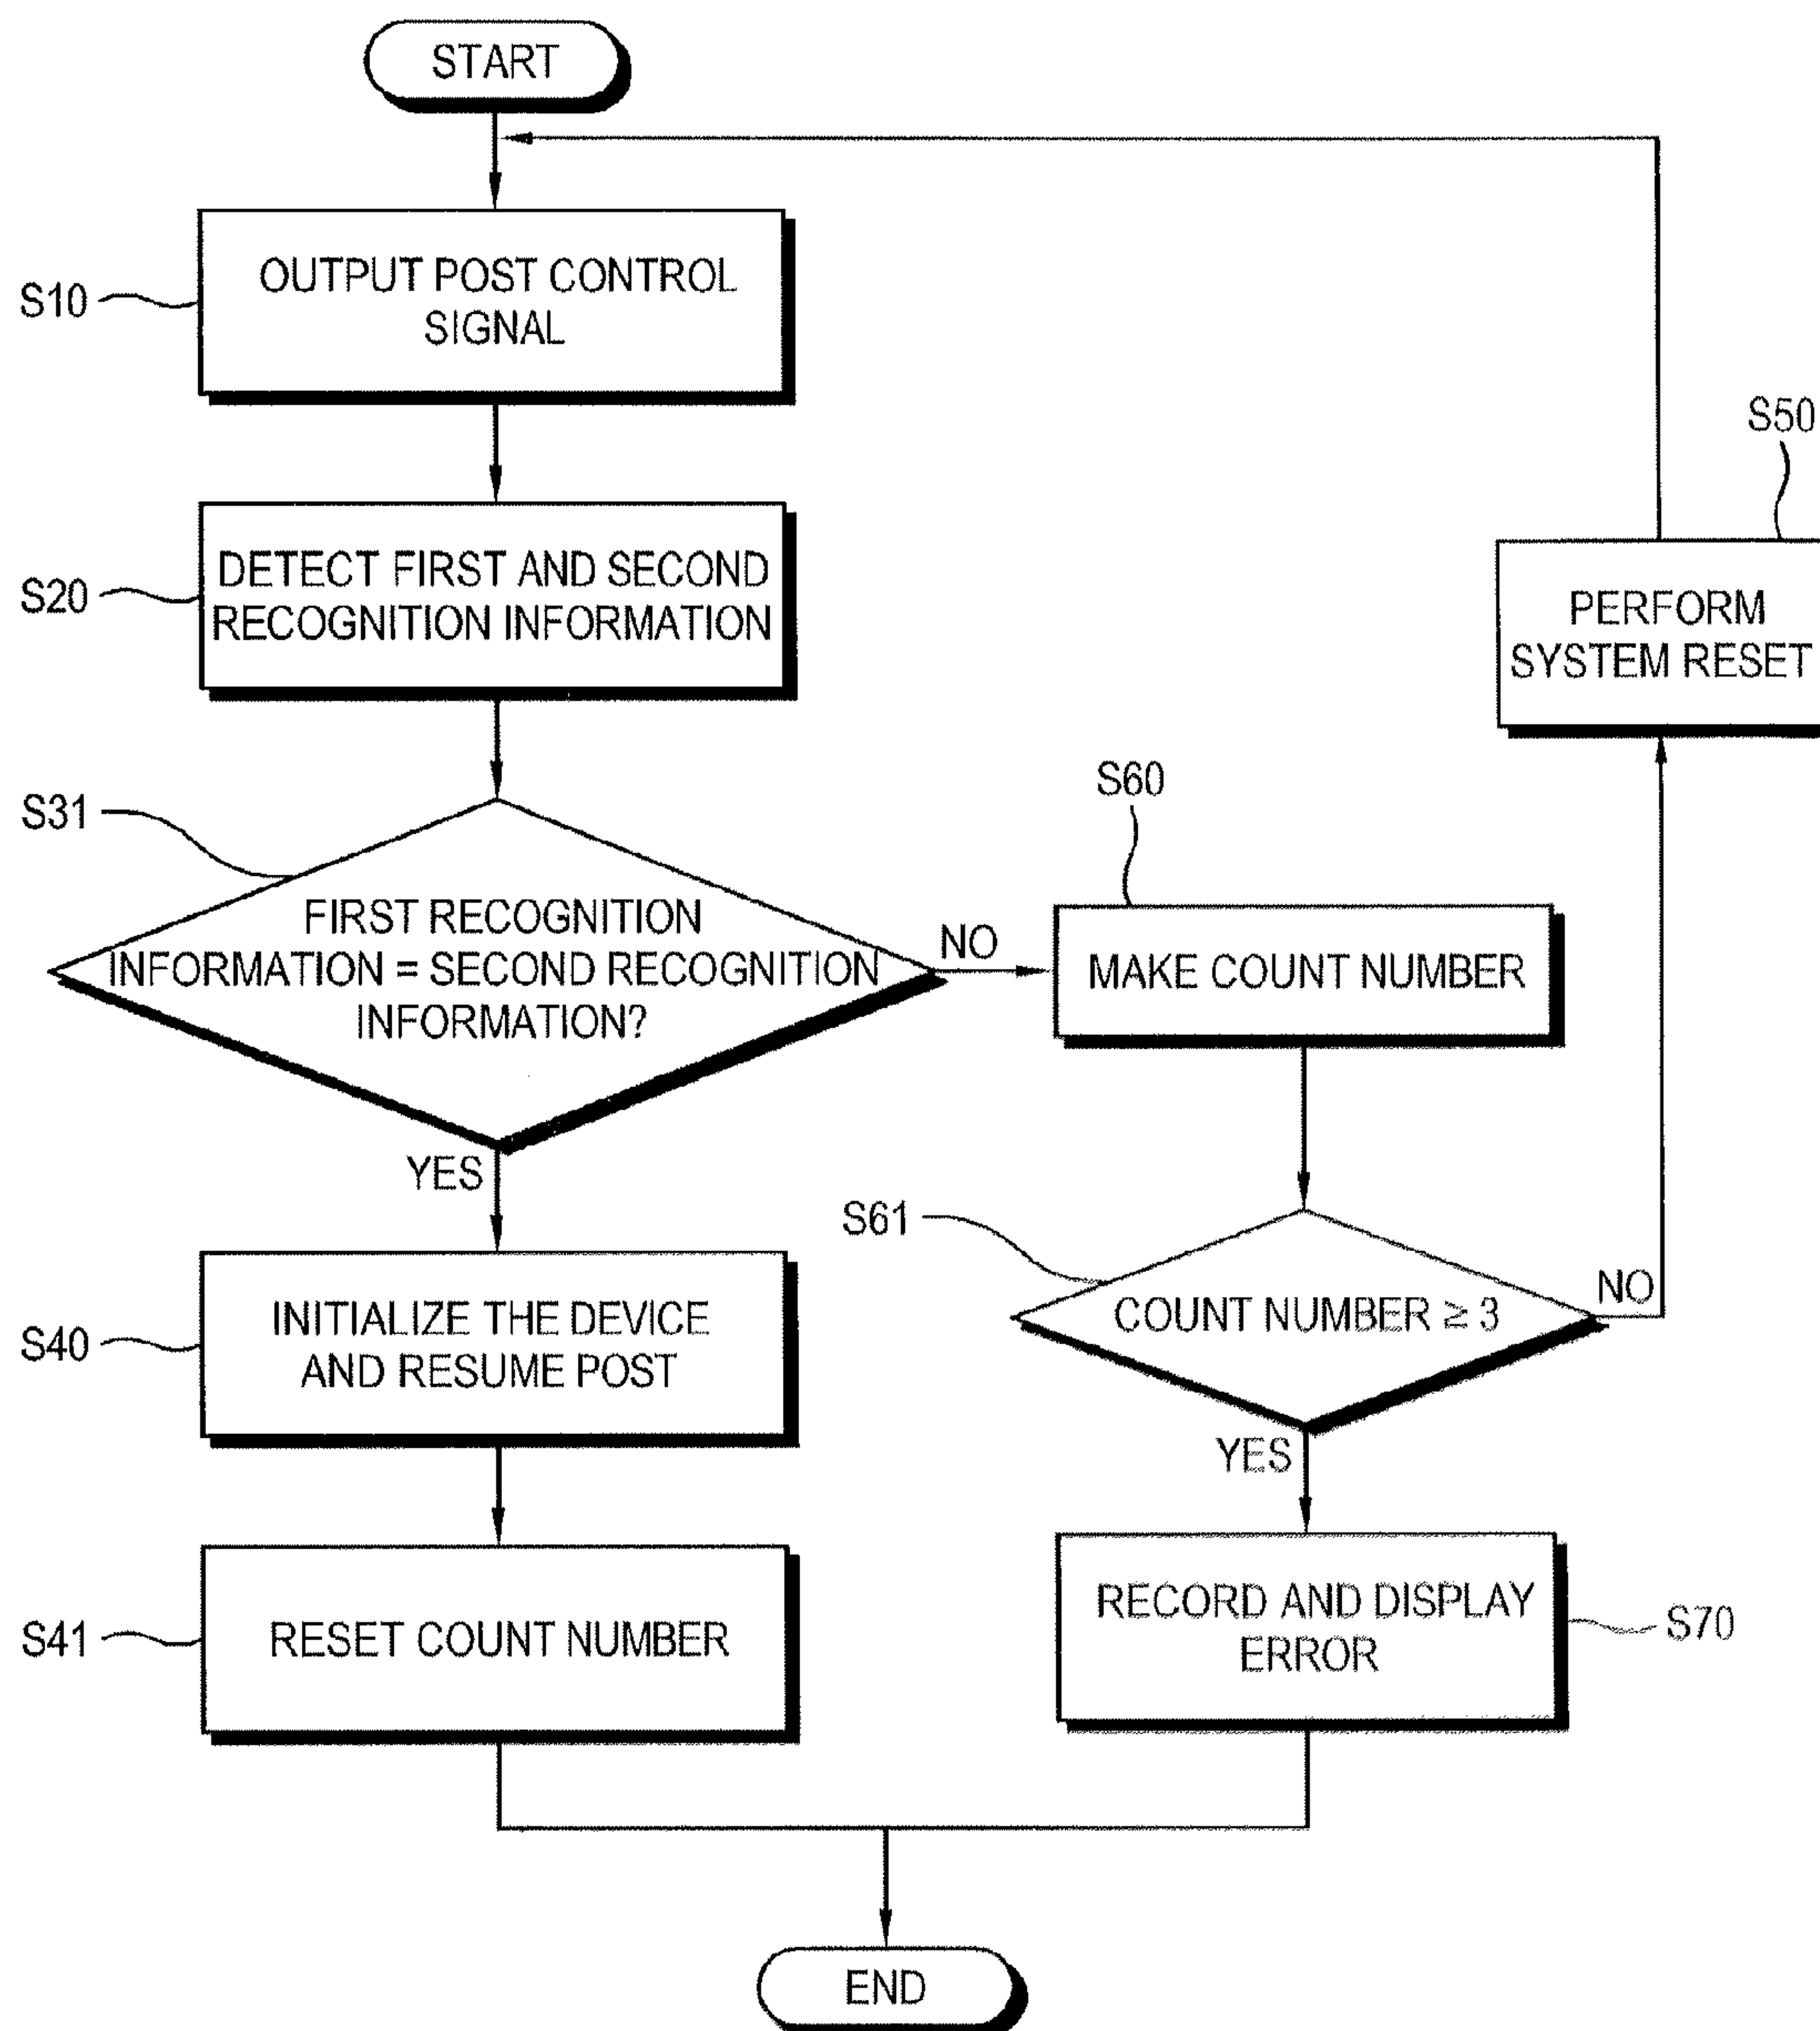 START
S10
OUTPUT POST CONTROL
SIGNAL
S20
DETECT FIRST AND SECOND
RECOGNITION INFORMATION
S50
PERFORM
SYSTEM RESET
S31
FIRST RECOGNITION
INFORMATION = SECOND RECOGNITION
INFORMATION?
NO
S60
MAKE COUNT NUMBER
YES
S61
COUNT NUMBER ≥ 3
NO
S40
INITIALIZE THE DEVICE
AND RESUME POST
YES
S41
RESET COUNT NUMBER
RECORD AND DISPLAY
ERROR
S70
END